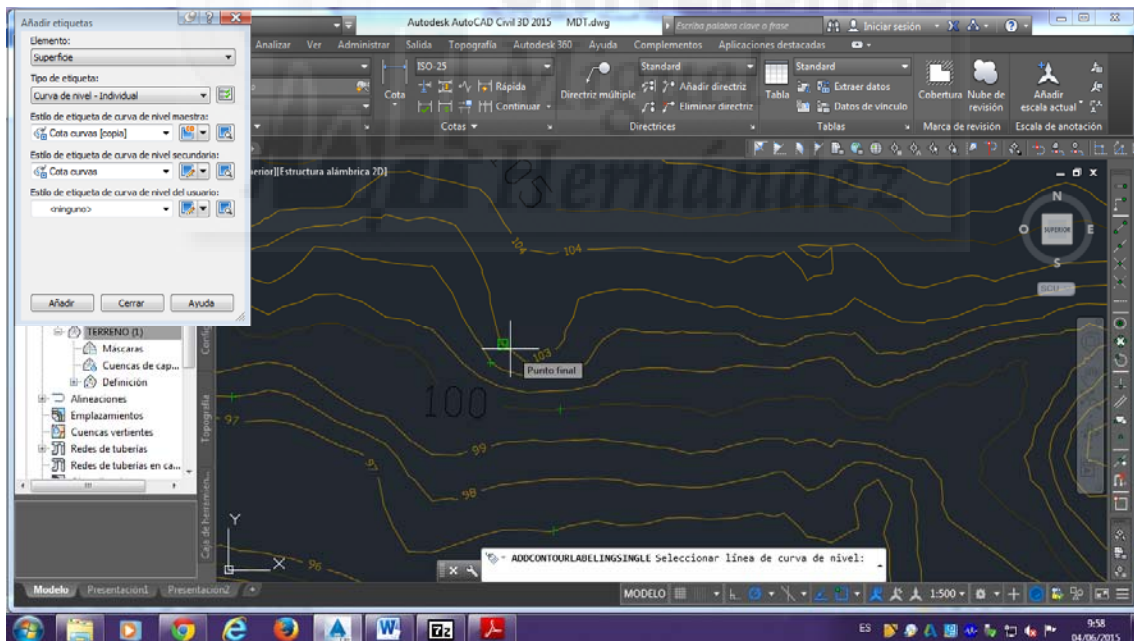 Añadir etiquetas
Elemento:
Superficie
Tipo de etiqueta:
Curva de nivel - Individual
Estilo de etiqueta de curva de nivel maestra:
Cota curvas [copia]
Estilo de etiqueta de curva de nivel secundaria:
Cota curvas
Estilo de etiqueta de curva de nivel del usuario:
<ninguno>
Añadir Cerrar Ayuda
Autodesk AutoCAD Civil 3D 2015 MDT.dwg
Escriba palabra clave o frase
Iniciar sesión
Analizar Ver Administrar Salida Topografía Autodesk 360 Ayuda Complementos Aplicaciones destacadas
ISO-25
Standard
Standard
Cota
Rápida
Continuar
Directriz múltiple
Añadir directriz
Eliminar directriz
Tabla
Extraer datos
Datos de vínculo
Cobertura
Nube de revisión
Añadir escala actual
Cotas
Directrices
Tablas
Marca de revisión
Escala de anotación
[Estructura alámbrica 2D]
Miguel
Hernández
N
E
S
SUPERIOR
SCU
104
104
103
Punto final
100
97
99
97
98
96
Y
X
TERRENO (1)
Máscaras
Cuencas de cap...
Definición
Alineaciones
Emplazamientos
Cuencas vertientes
Redes de tuberías
Redes de tuberías en ca...
Config
Topografía
Caja de herramien...
ADDCONTOURLABELINGSINGLE Seleccionar línea de curva de nivel:
Modelo Presentación1 Presentación2
MODELO
1:500
ES
9:58
04/06/2015